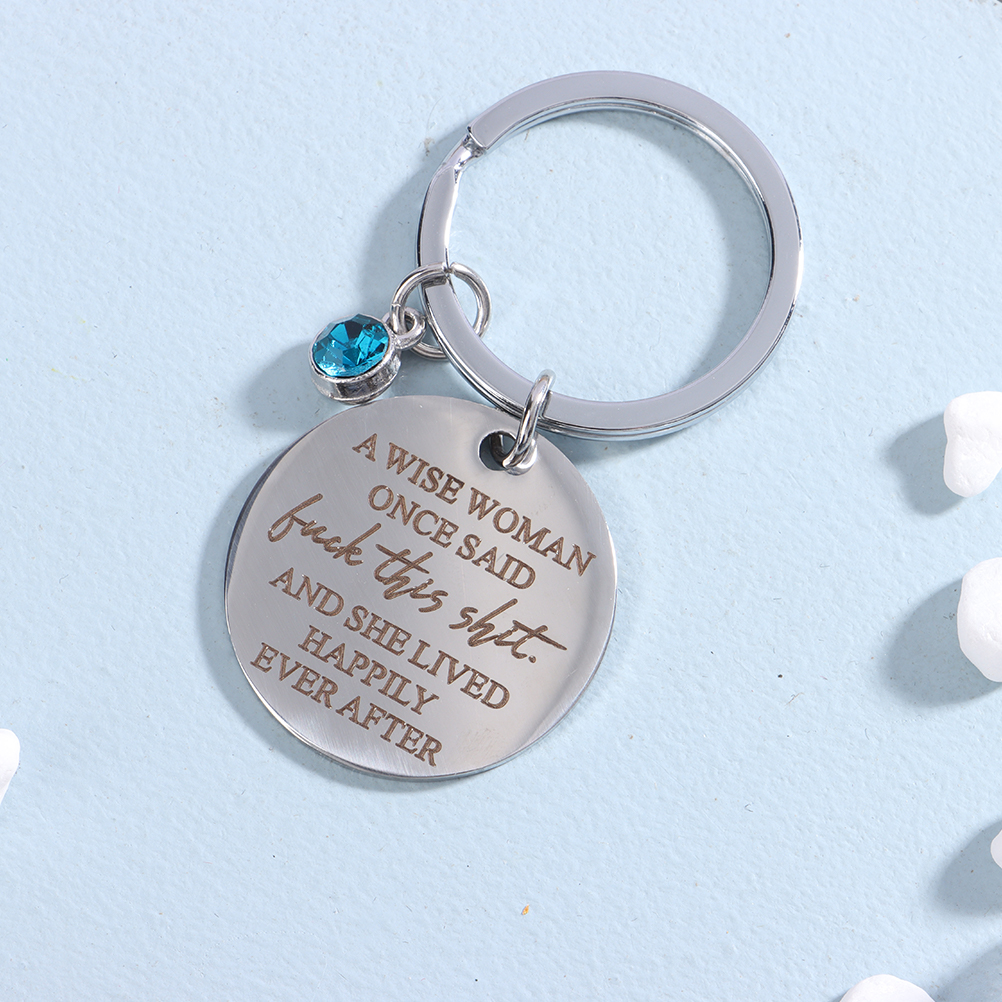 A WISE WOMAN
ONCE SAID
fuck this shit.
AND SHE LIVED
HAPPILY
EVER AFTER